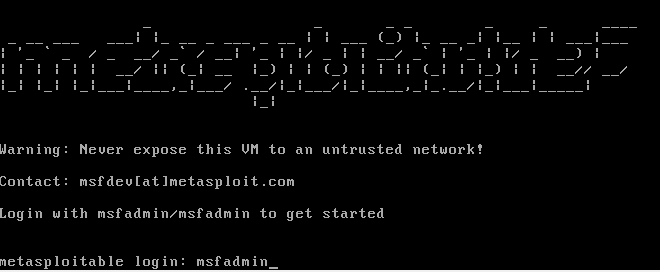 metasploitable2
Warning: Never expose this VM to an untrusted network!
Contact: msfdev[at]metasploit.com
Login with msfadmin/msfadmin to get started
metasploitable login: msfadmin_